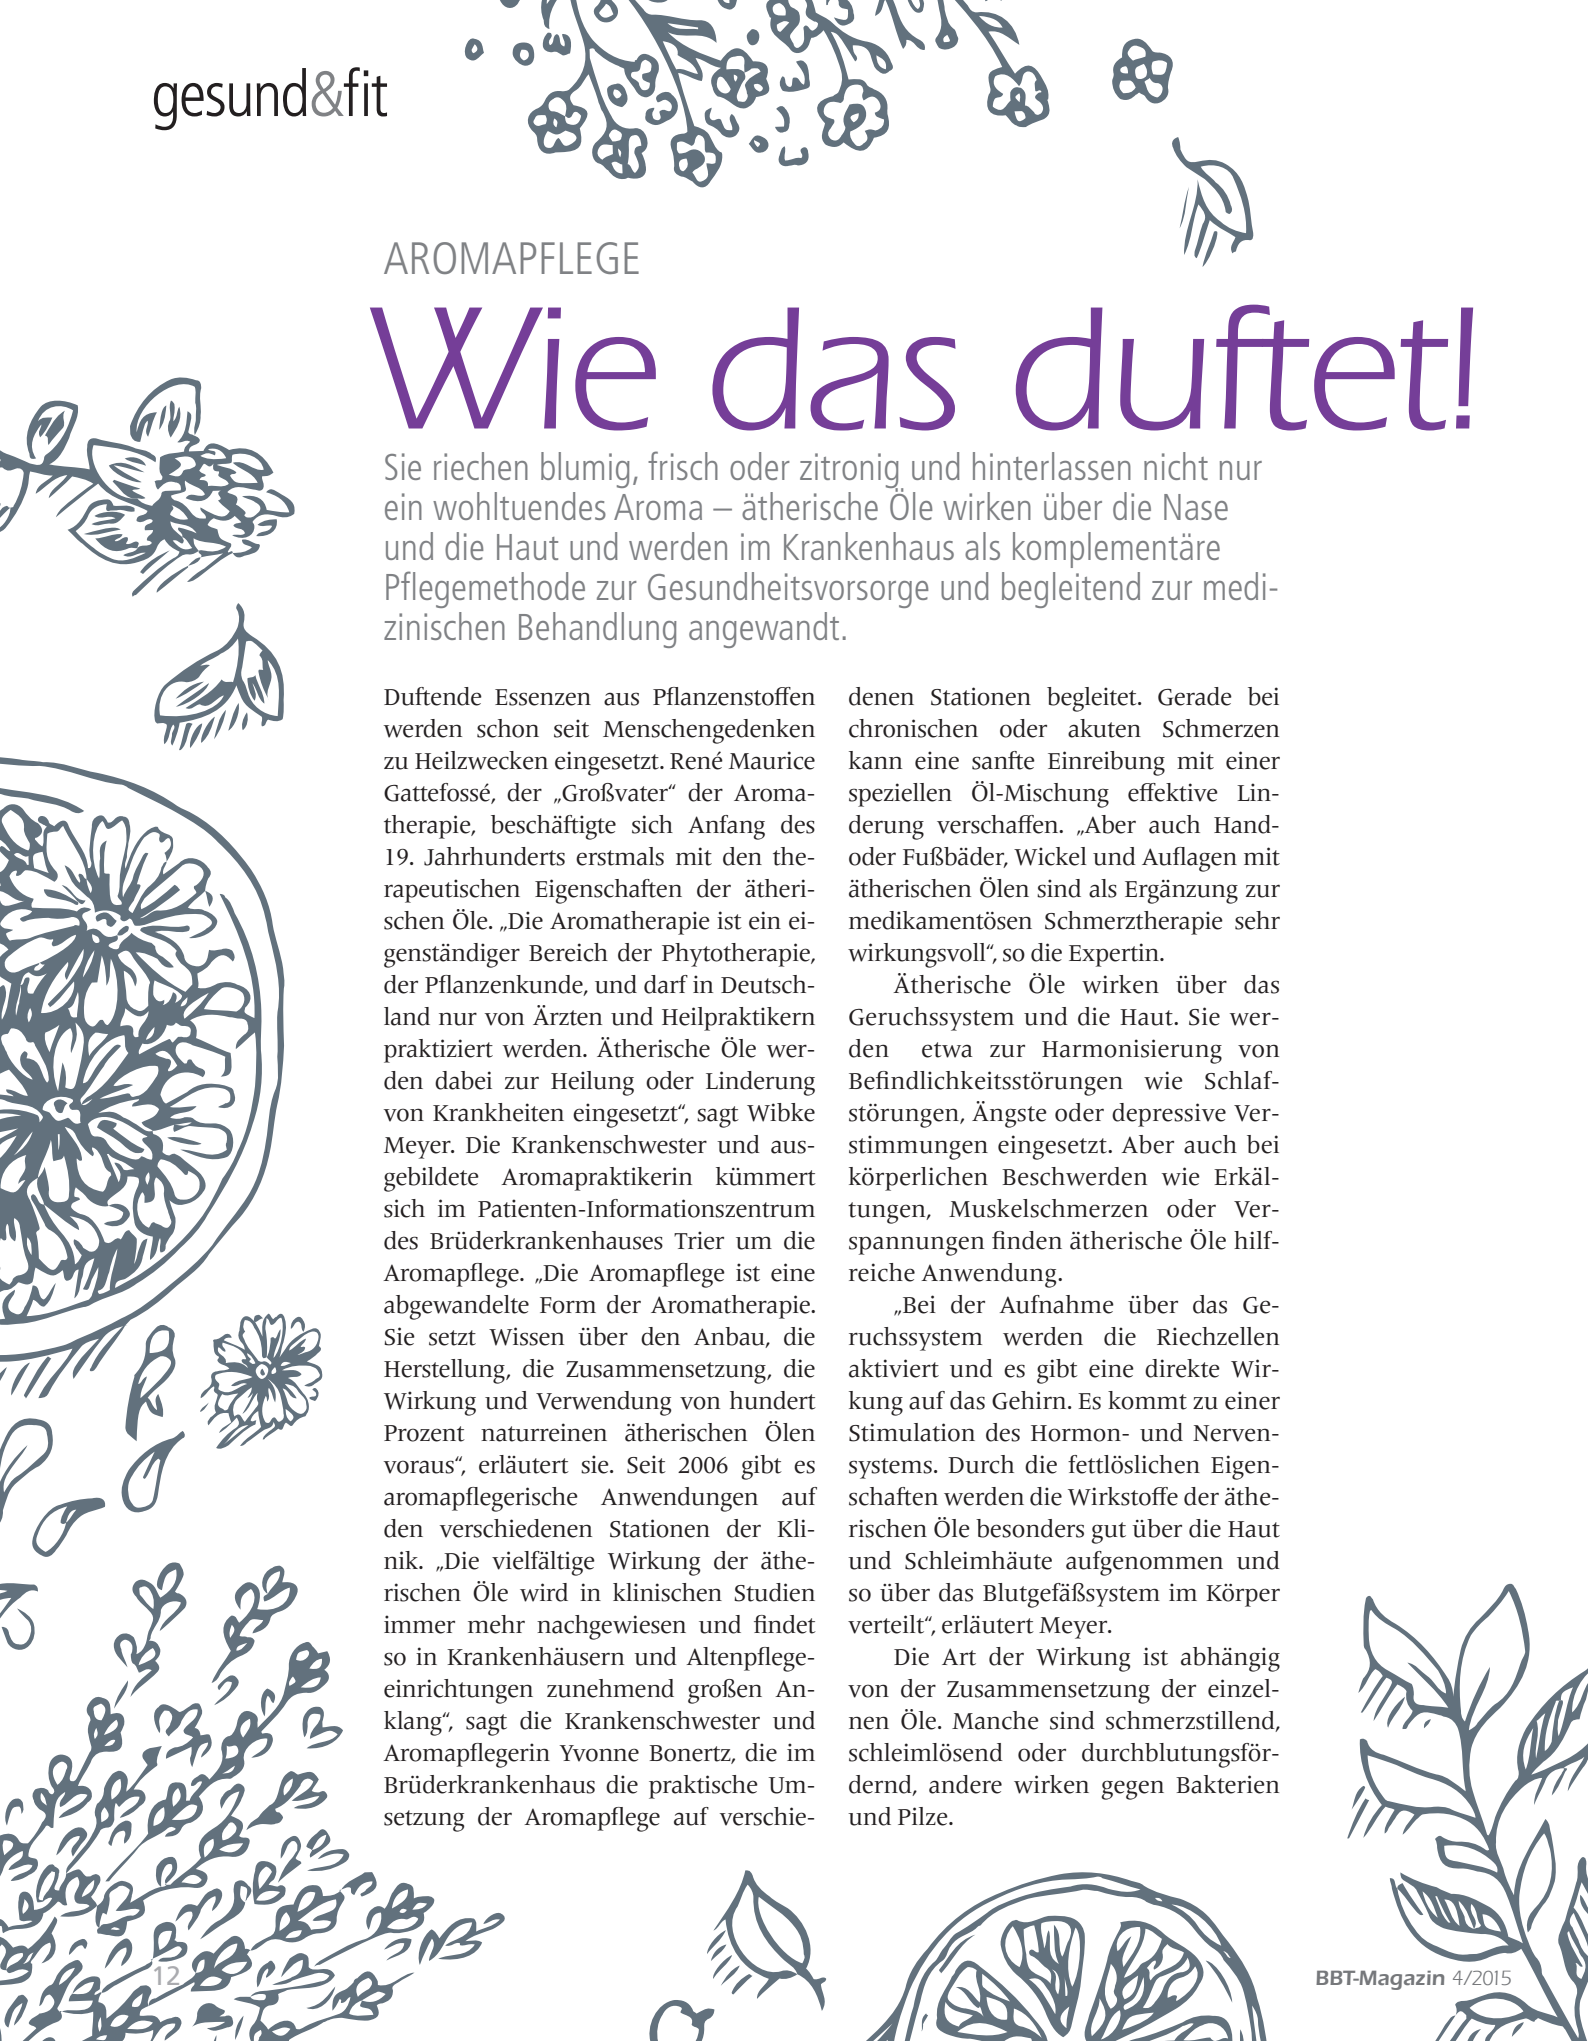 gesund&fit
AROMAPFLEGE
Wie das duftet!
Sie riechen blumig, frisch oder zitronig und hinterlassen nicht nur
ein wohltuendes Aroma – ätherische Öle wirken über die Nase
und die Haut und werden im Krankenhaus als komplementäre
Pflegemethode zur Gesundheitsvorsorge und begleitend zur medi-
zinischen Behandlung angewandt.
Duftende Essenzen aus Pflanzenstoffen
werden schon seit Menschengedenken
zu Heilzwecken eingesetzt. René Maurice
Gattefossé, der „Großvater“ der Aroma-
therapie, beschäftigte sich Anfang des
19. Jahrhunderts erstmals mit den the-
rapeutischen Eigenschaften der ätheri-
schen Öle. „Die Aromatherapie ist ein ei-
genständiger Bereich der Phytotherapie,
der Pflanzenkunde, und darf in Deutsch-
land nur von Ärzten und Heilpraktikern
praktiziert werden. Ätherische Öle wer-
den dabei zur Heilung oder Linderung
von Krankheiten eingesetzt“, sagt Wibke
Meyer. Die Krankenschwester und aus-
gebildete Aromapraktikerin kümmert
sich im Patienten-Informationszentrum
des Brüderkrankenhauses Trier um die
Aromapflege. „Die Aromapflege ist eine
abgewandelte Form der Aromatherapie.
Sie setzt Wissen über den Anbau, die
Herstellung, die Zusammensetzung, die
Wirkung und Verwendung von hundert
Prozent naturreinen ätherischen Ölen
voraus“, erläutert sie. Seit 2006 gibt es
aromapflegerische Anwendungen auf
den verschiedenen Stationen der Kli-
nik. „Die vielfältige Wirkung der äthe-
rischen Öle wird in klinischen Studien
immer mehr nachgewiesen und findet
so in Krankenhäusern und Altenpflege-
einrichtungen zunehmend großen An-
klang“, sagt die Krankenschwester und
Aromapflegerin Yvonne Bonertz, die im
Brüderkrankenhaus die praktische Um-
setzung der Aromapflege auf verschie-
denen Stationen begleitet. Gerade bei
chronischen oder akuten Schmerzen
kann eine sanfte Einreibung mit einer
speziellen Öl-Mischung effektive Lin-
derung verschaffen. „Aber auch Hand-
oder Fußbäder, Wickel und Auflagen mit
ätherischen Ölen sind als Ergänzung zur
medikamentösen Schmerztherapie sehr
wirkungsvoll“, so die Expertin.
Ätherische Öle wirken über das
Geruchssystem und die Haut. Sie wer-
den etwa zur Harmonisierung von
Befindlichkeitsstörungen wie Schlaf-
störungen, Ängste oder depressive Ver-
stimmungen eingesetzt. Aber auch bei
körperlichen Beschwerden wie Erkäl-
tungen, Muskelschmerzen oder Ver-
spannungen finden ätherische Öle hilf-
reiche Anwendung.
„Bei der Aufnahme über das Ge-
ruchssystem werden die Riechzellen
aktiviert und es gibt eine direkte Wir-
kung auf das Gehirn. Es kommt zu einer
Stimulation des Hormon- und Nerven-
systems. Durch die fettlöslichen Eigen-
schaften werden die Wirkstoffe der äthe-
rischen Öle besonders gut über die Haut
und Schleimhäute aufgenommen und
so über das Blutgefäßsystem im Körper
verteilt“, erläutert Meyer.
Die Art der Wirkung ist abhängig
von der Zusammensetzung der einzel-
nen Öle. Manche sind schmerzstillend,
schleimlösend oder durchblutungsför-
dernd, andere wirken gegen Bakterien
und Pilze.
12
BBT-Magazin 4/2015